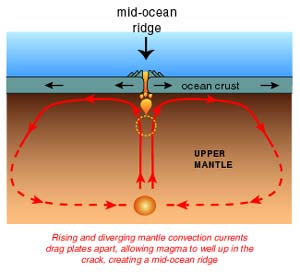 mid-ocean
ridge
ocean crust
UPPER
MANTLE
Rising and diverging mantle convection currents
drag plates apart, allowing magma to well up in the
crack, creating a mid-ocean ridge